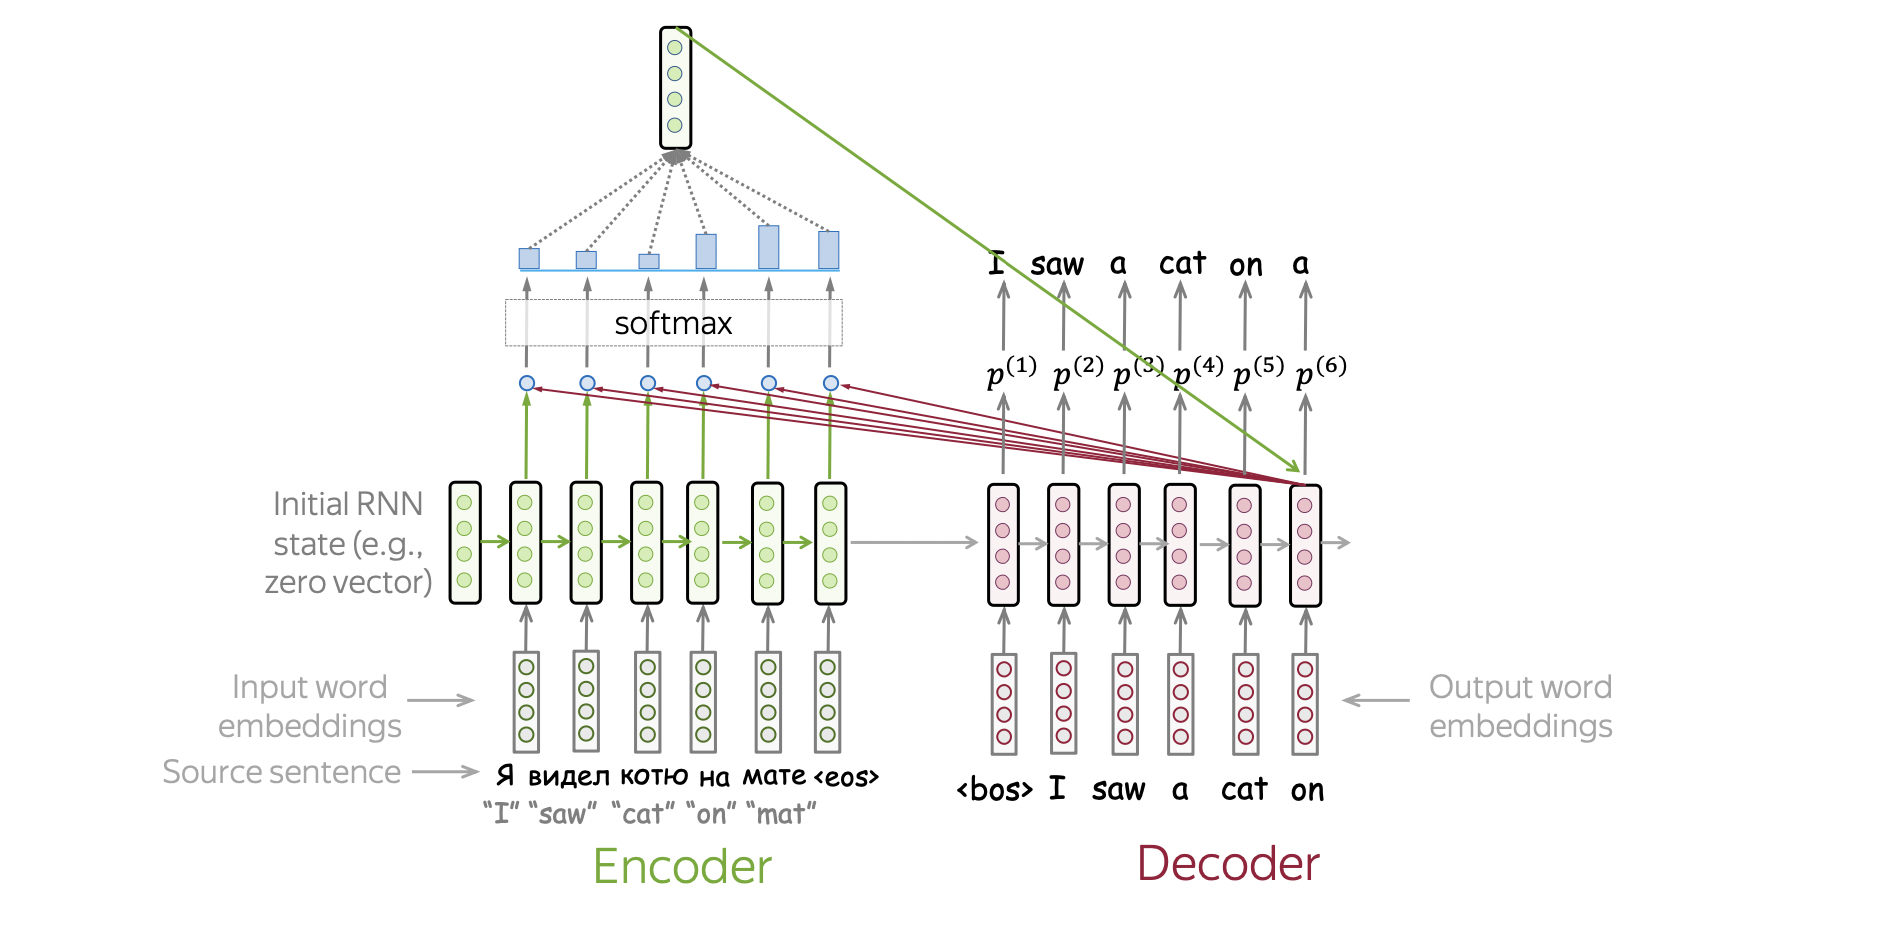 I saw a cat on a
softmax
p(1) p(2) p(3) p(4) p(5) p(6)
Initial RNN
state (e.g.,
zero vector)
Input word
embeddings
Output word
embeddings
Source sentence
Я видел котю на мате <eos>
"I" "saw" "cat" "on" "mat"
<bos> I saw a cat on
Encoder
Decoder